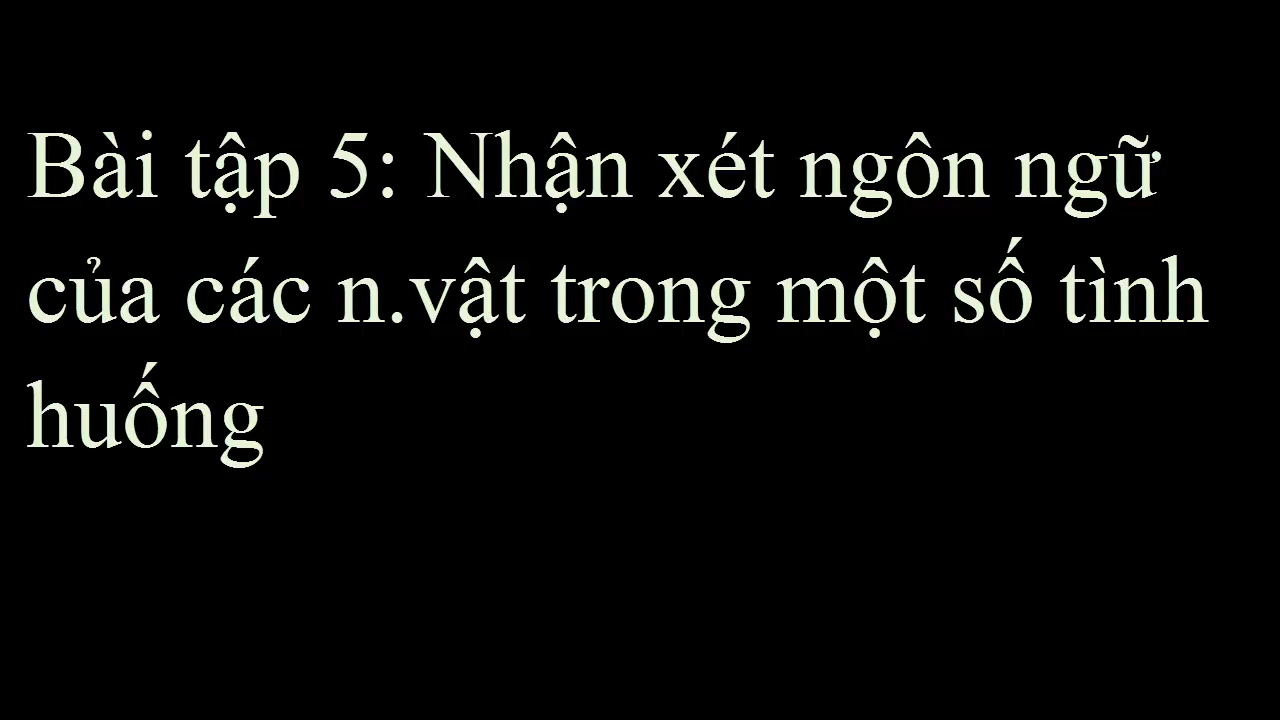 Bài tập 5: Nhận xét ngôn ngữ
của các n.vật trong một số tình
huống